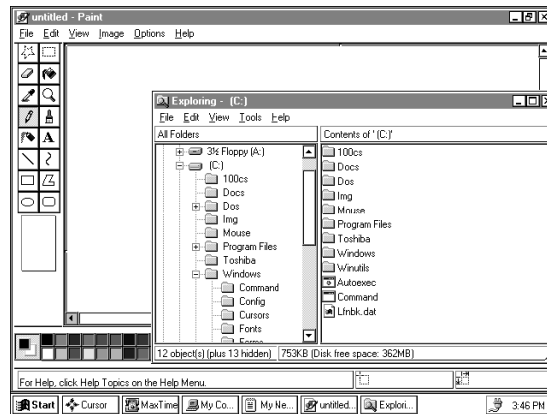 untitled - Paint
File Edit View Image Options Help
Exploring - (C:)
File Edit View Tools Help
All Folders
Contents of '(C:)'
3½ Floppy (A:)
(C:)
100cs
Docs
Dos
Img
Mouse
Program Files
Toshiba
Windows
Command
Config
Cursors
Fonts
Forms
100cs
Docs
Dos
Img
Mouse
Program Files
Toshiba
Windows
Winutils
Autoexec
Command
Lfnbk.dat
12 object(s) (plus 13 hidden) 753KB (Disk free space: 362MB)
For Help, click Help Topics on the Help Menu.
Start Cursor MaxTime My Co... My Ne... untitled... Explori... 3:46 PM
A